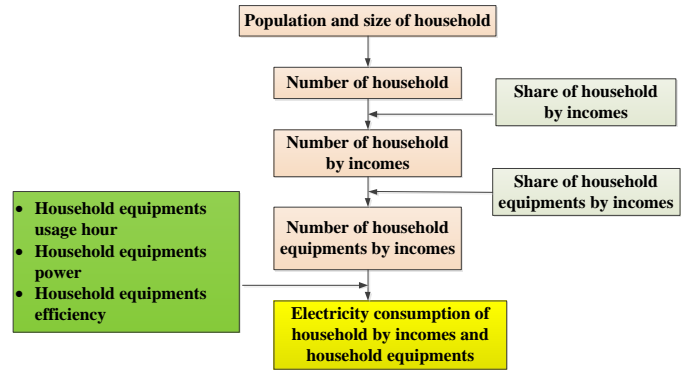 Population and size of household
Number of household
Share of household
by incomes
Number of household
by incomes
Share of household
equipments by incomes
• Household equipments
usage hour
• Household equipments
power
• Household equipments
efficiency
Number of household
equipments by incomes
Electricity consumption of
household by incomes and
household equipments